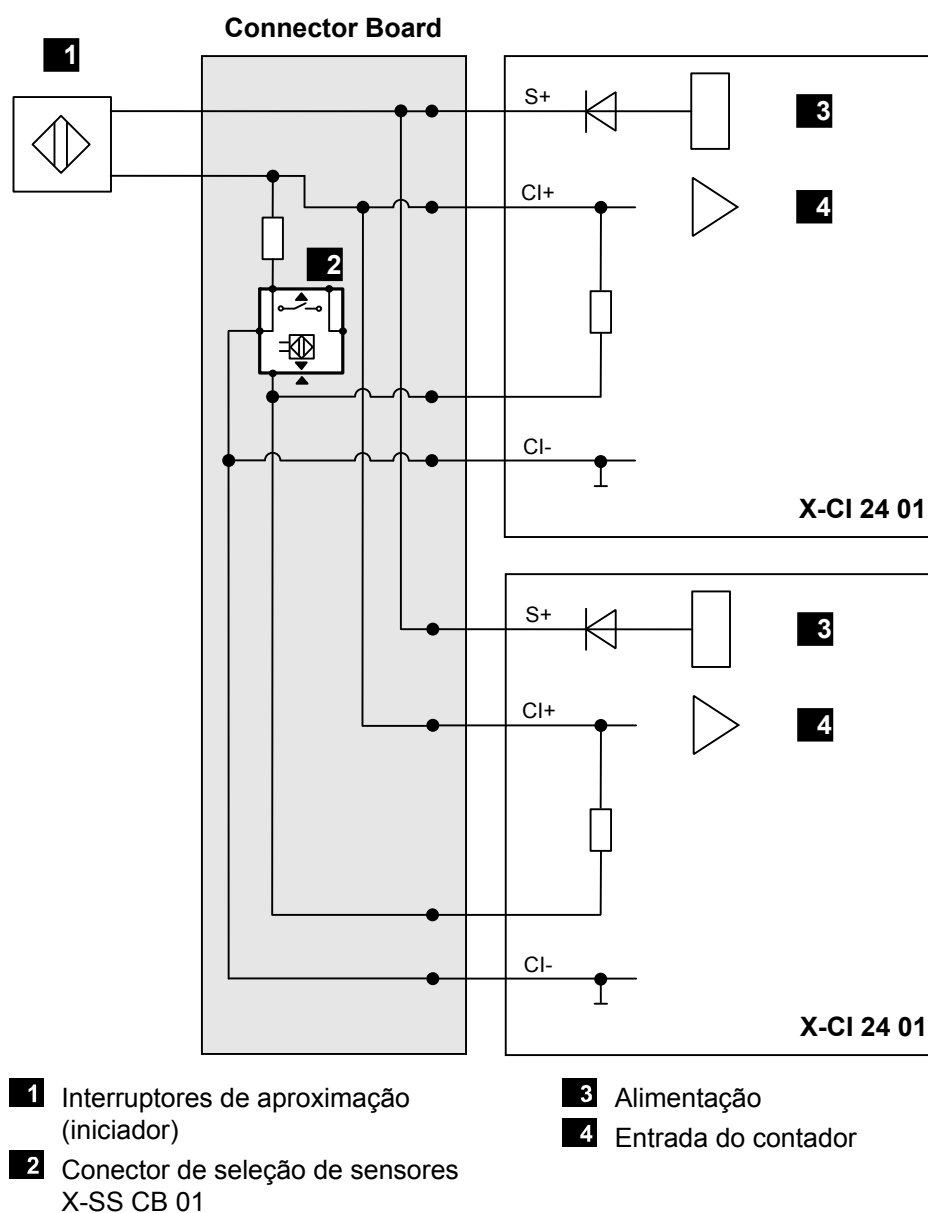 Connector Board
1
S+
3
CI+
4
2
CI-
X-CI 24 01
S+
3
CI+
4
CI-
X-CI 24 01
1 Interruptores de aproximação
(iniciador)
2 Conector de seleção de sensores
X-SS CB 01
3 Alimentação
4 Entrada do contador